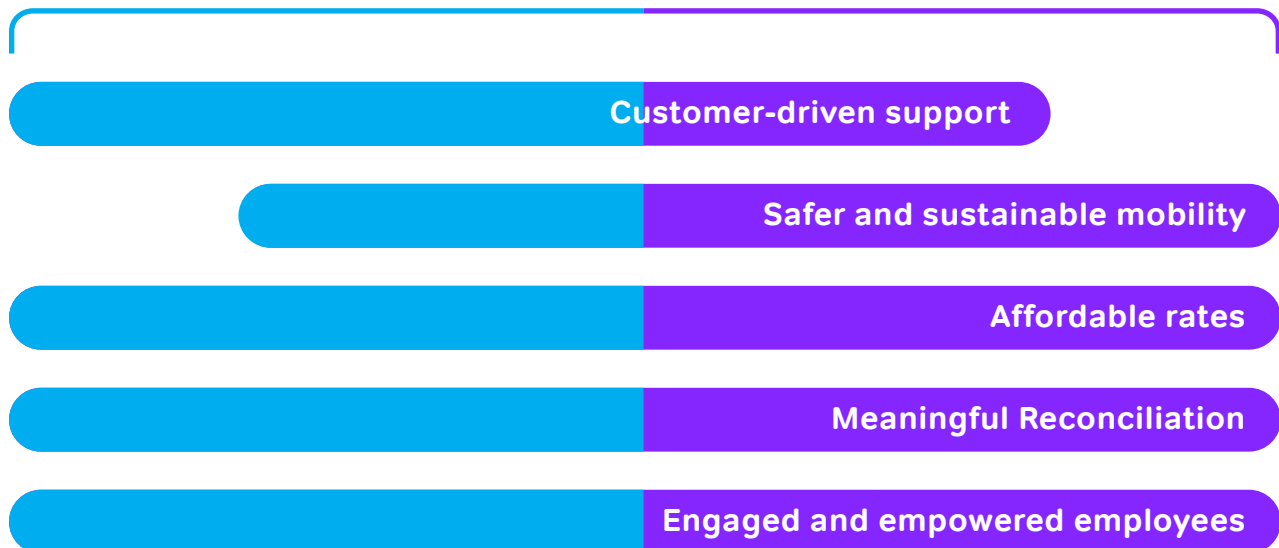 Customer-driven support
Safer and sustainable mobility
Affordable rates
Meaningful Reconciliation
Engaged and empowered employees